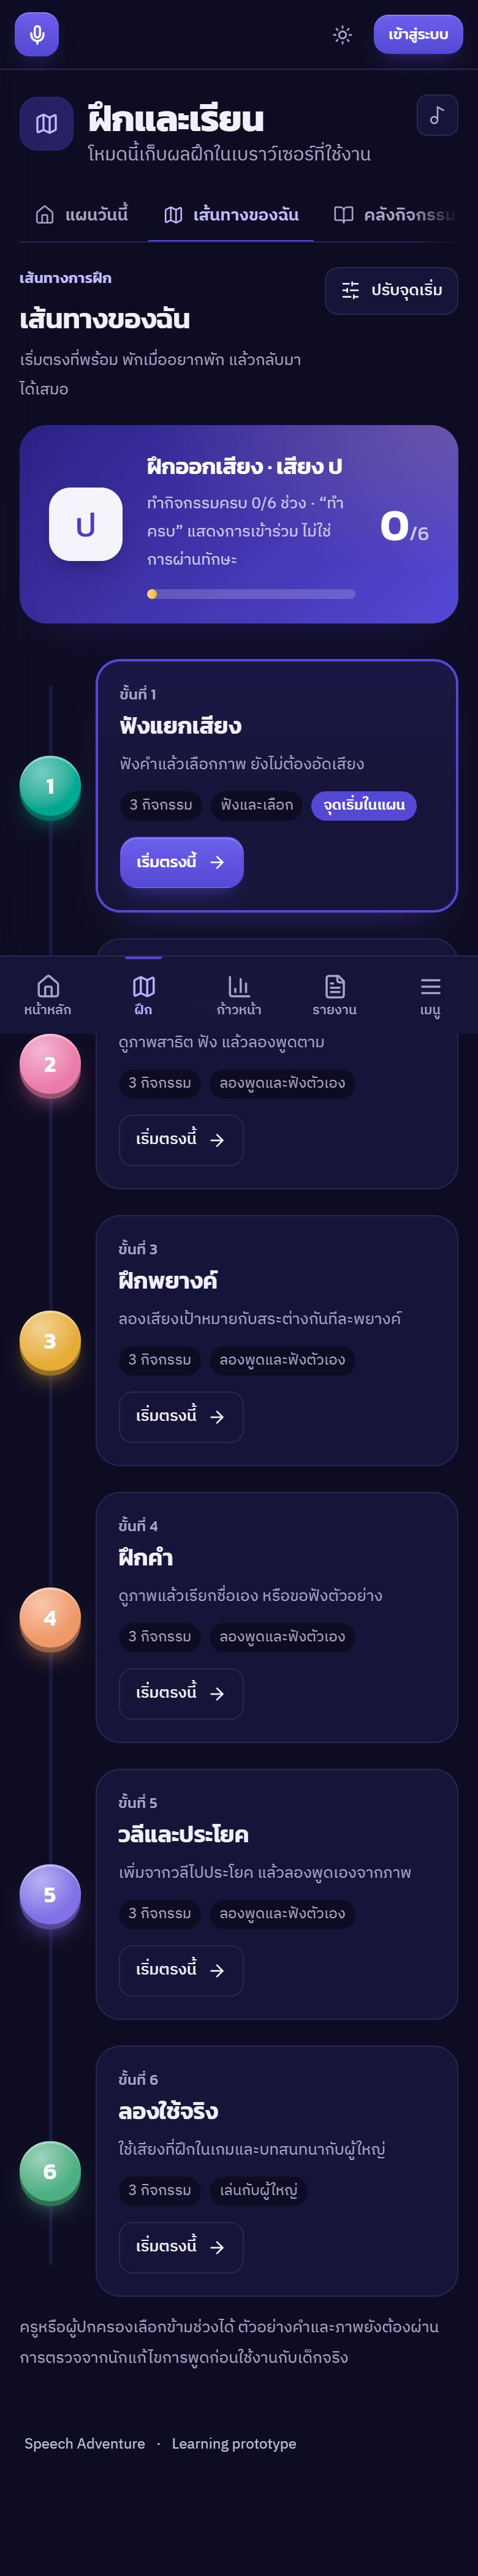 เข้าสู่ระบบ
ฝึกและเรียน
โหมดนี้เก็บผลฝึกในเบราว์เซอร์ที่ใช้งาน
แผนวันนี้
เส้นทางของฉัน
คลังกิจกรรม
เส้นทางการฝึก
ปรับจุดเริ่ม
เส้นทางของฉัน
เริ่มตรงที่พร้อม พักเมื่ออยากพัก แล้วกลับมา
ได้เสมอ
ป
ฝึกออกเสียง · เสียง ป
ทำกิจกรรมครบ 0/6 ช่วง · “ทำ
ครบ” แสดงการเข้าร่วม ไม่ใช่
การผ่านทักษะ
0/6
ขั้นที่ 1
ฟังแยกเสียง
1
ฟังคำแล้วเลือกภาพ ยังไม่ต้องอัดเสียง
3 กิจกรรม
ฟังและเลือก
จุดเริ่มในแผน
เริ่มตรงนี้
หน้าหลัก
ฝึก
ก้าวหน้า
รายงาน
เมนู
2
ดูภาพสาธิต ฟัง แล้วลองพูดตาม
3 กิจกรรม
ลองพูดและฟังตัวเอง
เริ่มตรงนี้
ขั้นที่ 3
ฝึกพยางค์
3
ลองเสียงเป้าหมายกับสระต่างกันทีละพยางค์
3 กิจกรรม
ลองพูดและฟังตัวเอง
เริ่มตรงนี้
ขั้นที่ 4
ฝึกคำ
4
ดูภาพแล้วเรียกชื่อเอง หรือขอฟังตัวอย่าง
3 กิจกรรม
ลองพูดและฟังตัวเอง
เริ่มตรงนี้
ขั้นที่ 5
วลีและประโยค
5
เพิ่มจากวลีไปประโยค แล้วลองพูดเองจากภาพ
3 กิจกรรม
ลองพูดและฟังตัวเอง
เริ่มตรงนี้
ขั้นที่ 6
ลองใช้จริง
6
ใช้เสียงที่ฝึกในเกมและบทสนทนากับผู้ใหญ่
3 กิจกรรม
เล่นกับผู้ใหญ่
เริ่มตรงนี้
ครูหรือผู้ปกครองเลือกข้ามช่วงได้ ตัวอย่างคำและภาพยังต้องผ่าน
การตรวจจากนักแก้ไขการพูดก่อนใช้งานกับเด็กจริง
Speech Adventure · Learning prototype